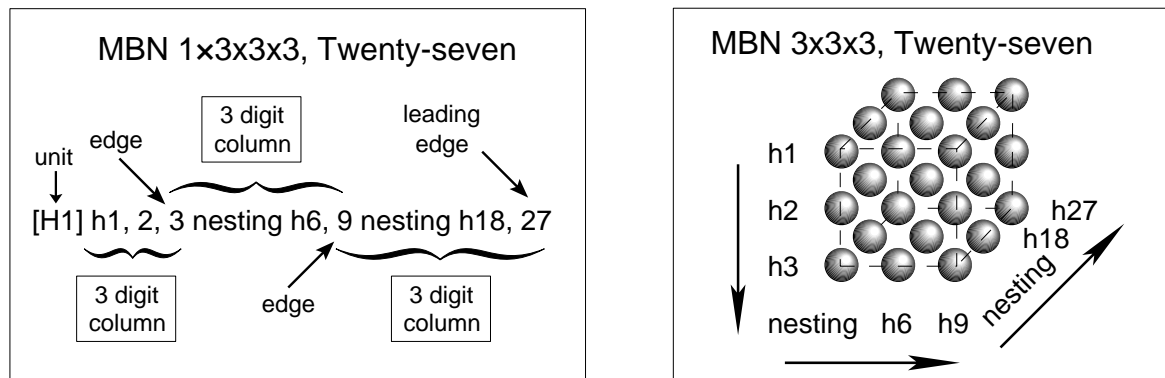 MBN 1×3x3x3, Twenty-seven
3 digit
column
leading
edge
edge
unit
[H1] h1, 2, 3 nesting h6, 9 nesting h18, 27
3 digit
column
edge
3 digit
column
MBN 3x3x3, Twenty-seven
h1
h2
h3
h27
h18
nesting
nesting h6 h9